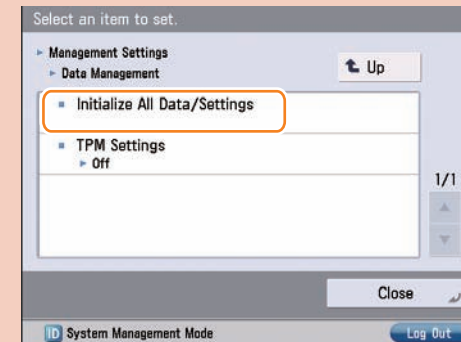 Select an item to set.
Management Settings
Data Management
Up
Initialize All Data/Settings
TPM Settings
Off
1/1
Close
ID System Management Mode
Log Out